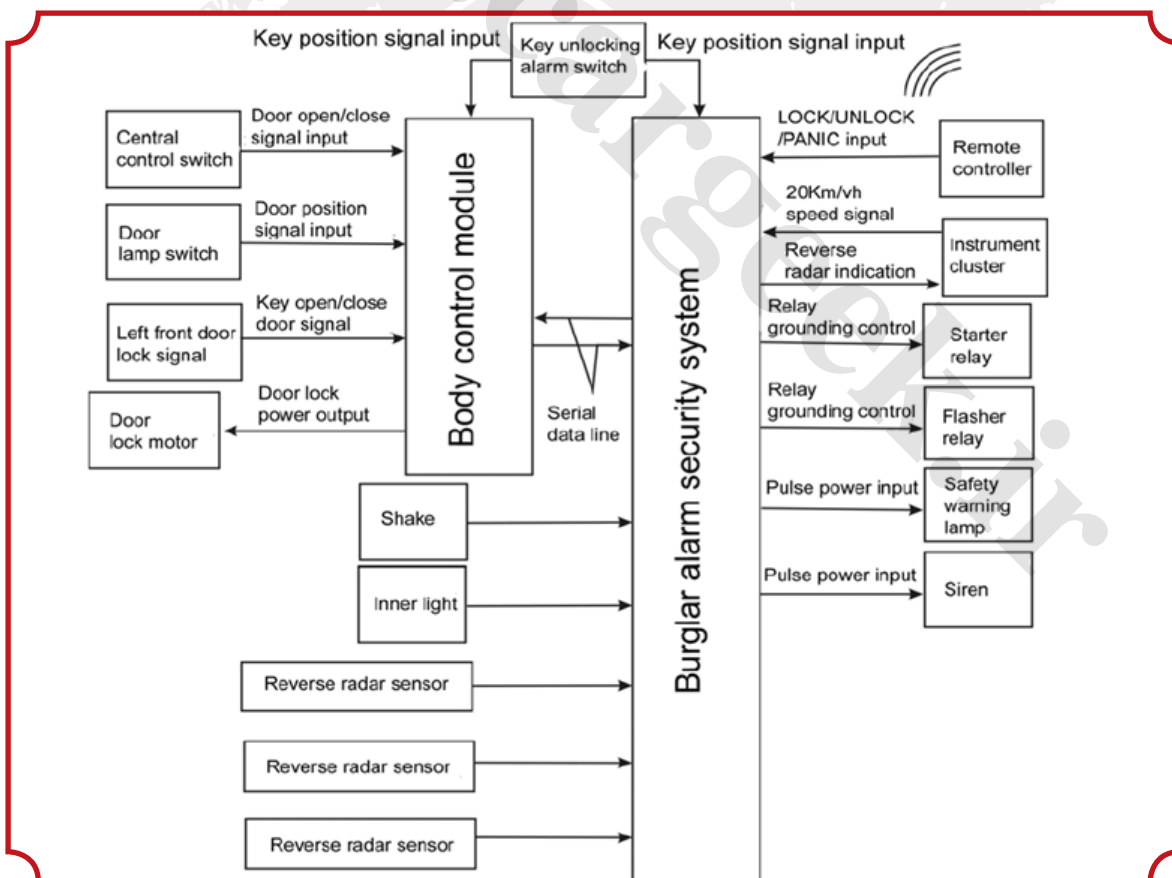 Key position signal input
Key unlocking
alarm switch
Key position signal input
Central
control switch
Door open/close
signal input
Door
lamp switch
Door position
signal input
Left front door
lock signal
Key open/close
door signal
Door
lock motor
Door lock
power output
Body control module
Serial
data line
Shake
Inner light
Reverse radar sensor
Reverse radar sensor
Reverse radar sensor
Burglar alarm security system
LOCK/UNLOCK
/PANIC input
Remote
controller
20Km/vh
speed signal
Reverse
radar indication
Instrument
cluster
Relay
grounding control
Starter
relay
Relay
grounding control
Flasher
relay
Pulse power input
Safety
warning
lamp
Pulse power input
Siren
cargeek.ir